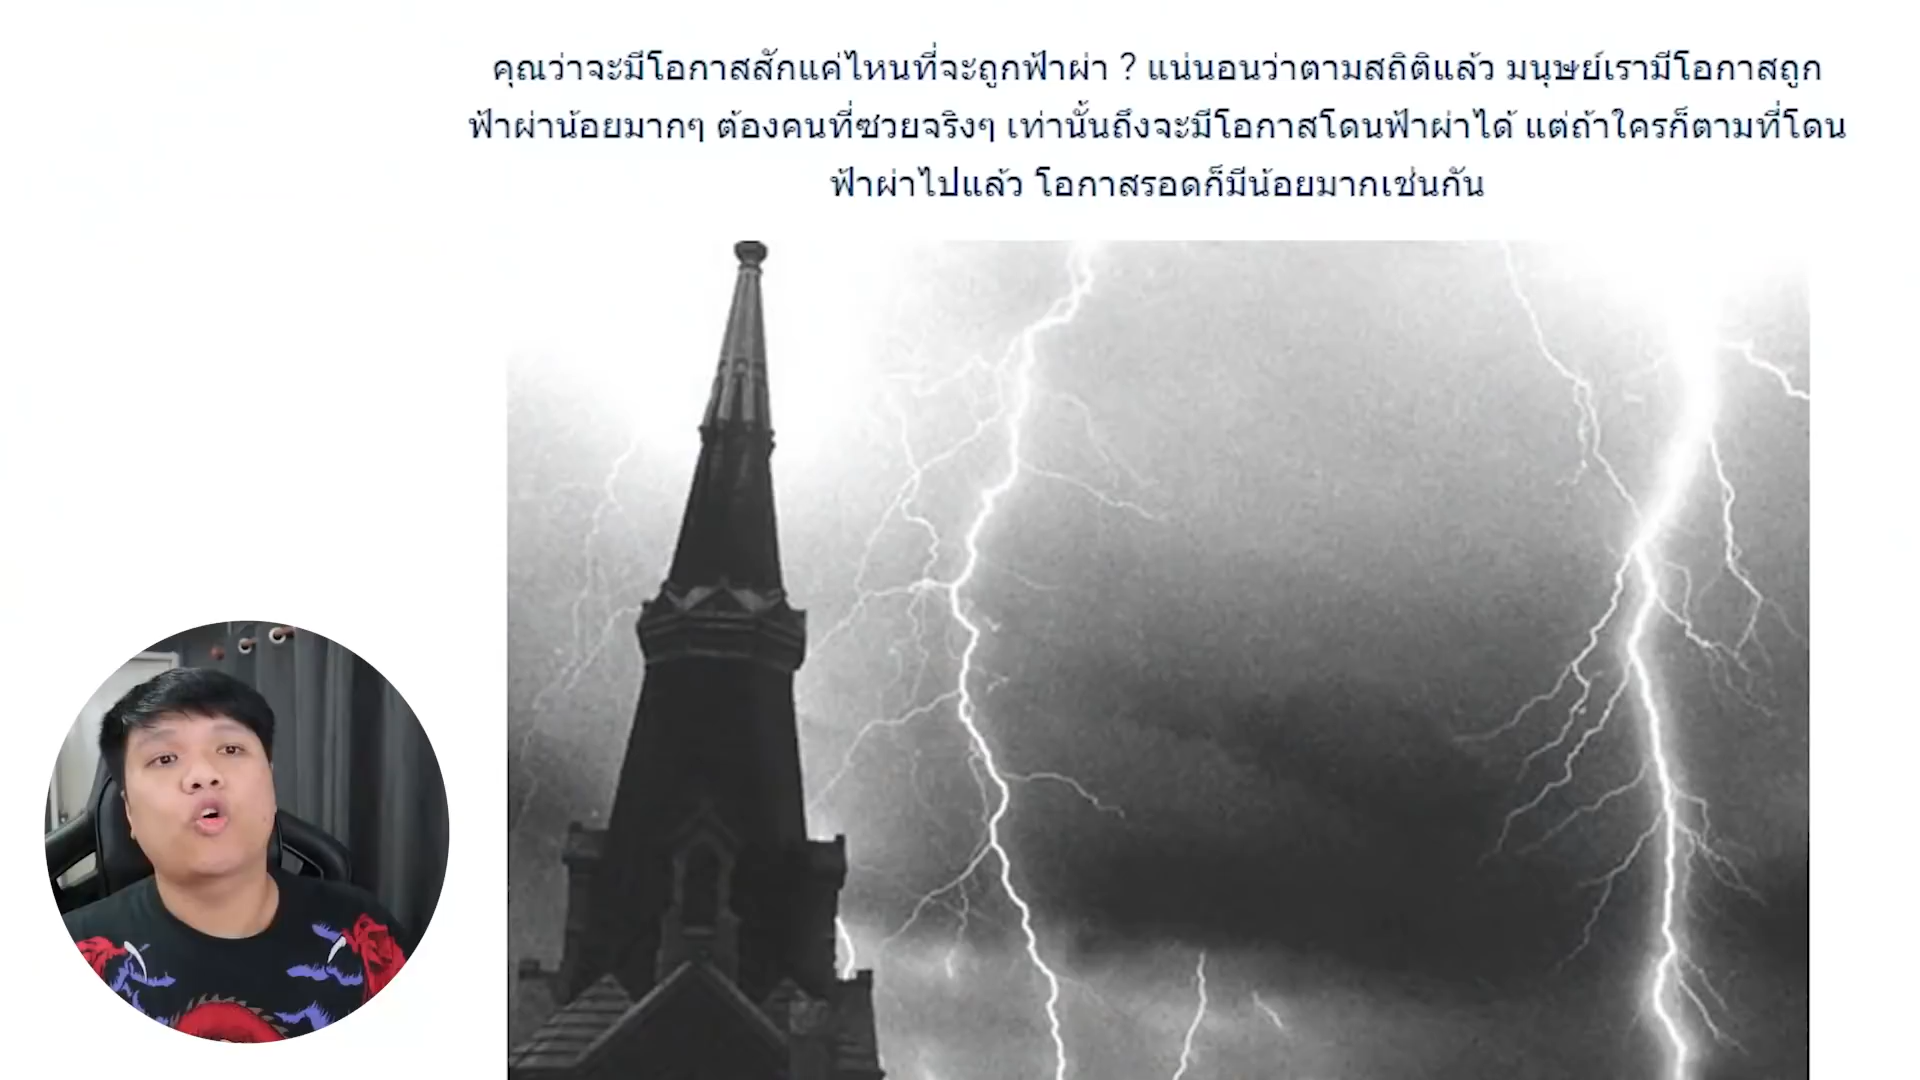 คุณว่าจะมีโอกาสสักแค่ไหนที่จะถูกฟ้าผ่า ? แน่นอนว่าตามสถิติแล้ว มนุษย์เรามีโอกาสถูก
ฟ้าผ่าน้อยมากๆ ต้องคนที่ซวยจริงๆ เท่านั้นถึงจะมีโอกาสโดนฟ้าผ่าได้ แต่ถ้าใครก็ตามที่โดน
ฟ้าผ่าไปแล้ว โอกาสรอดก็มีน้อยมากเช่นกัน